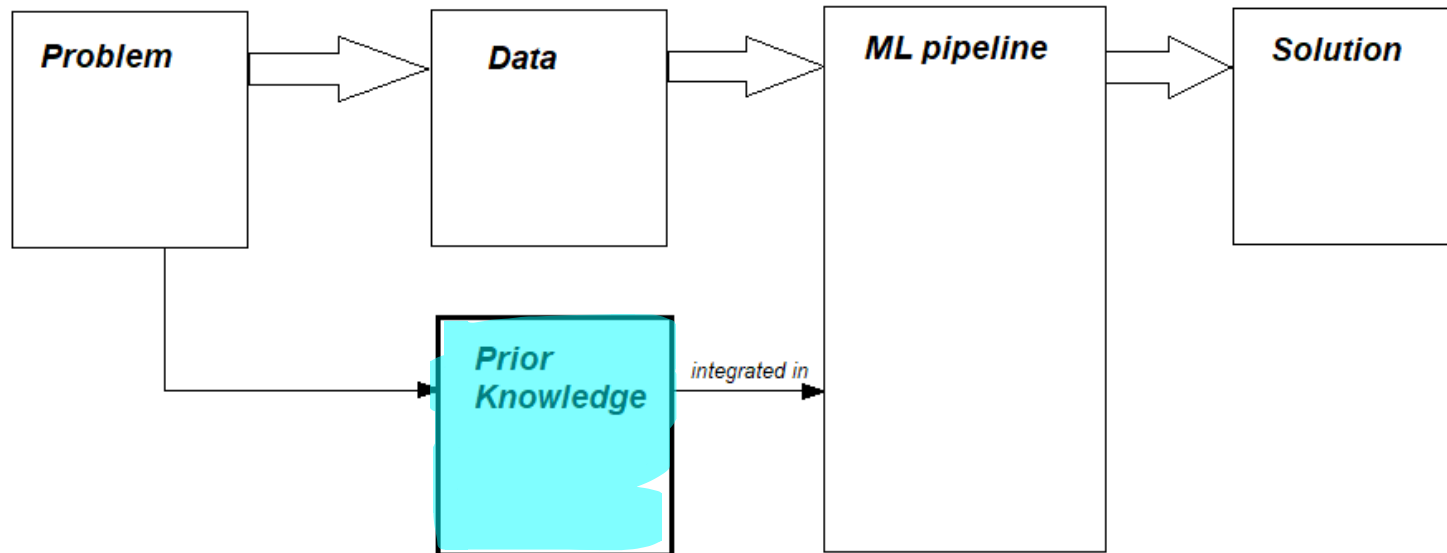 Problem
Data
ML pipeline
Solution
Prior
Knowledge
integrated in